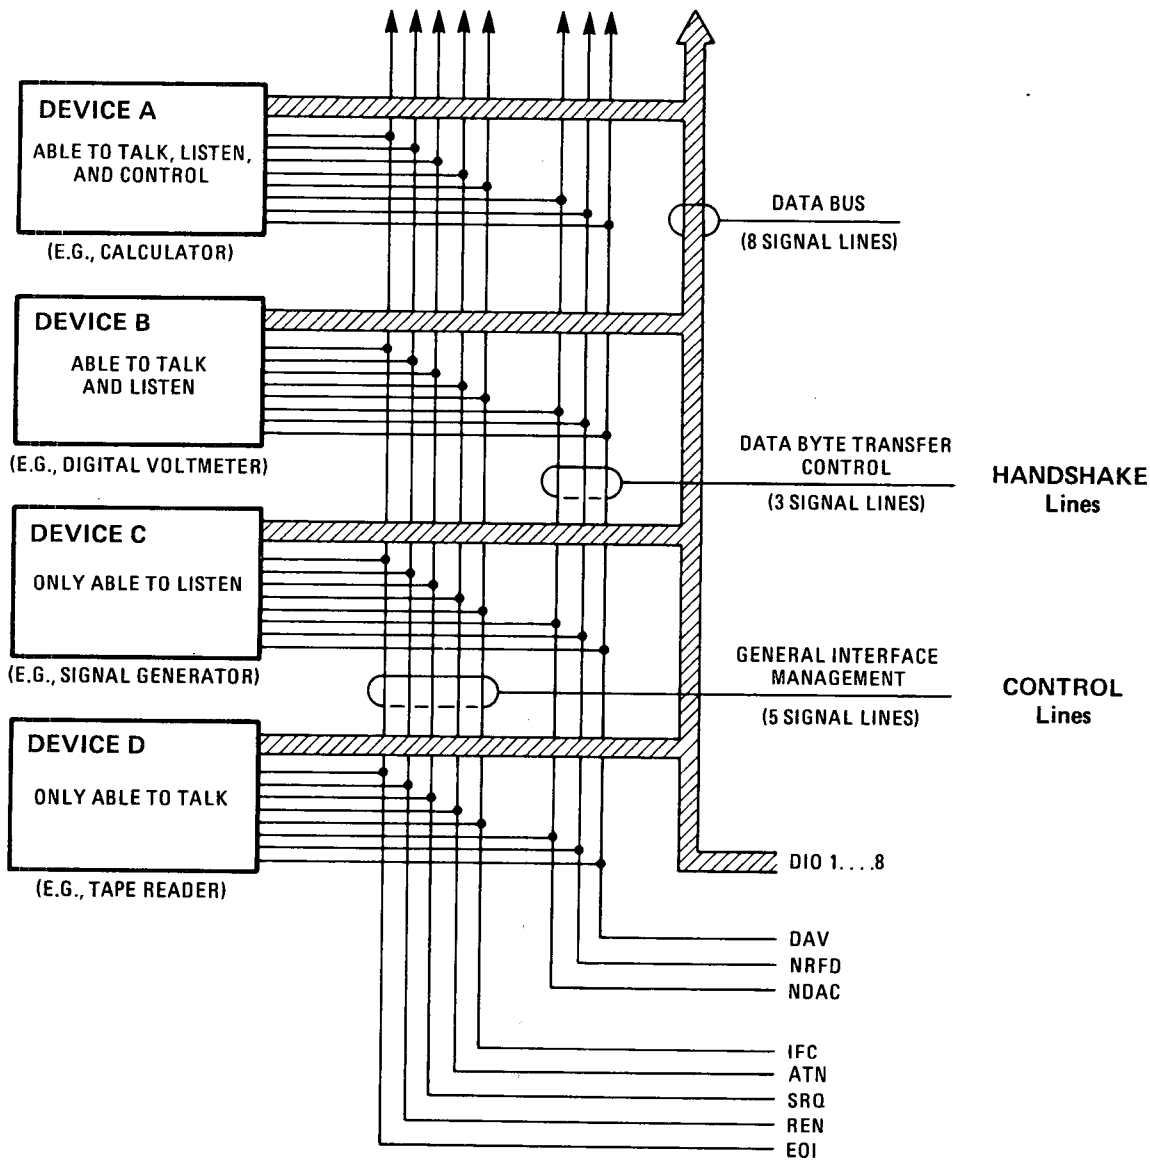 DEVICE A
ABLE TO TALK, LISTEN,
AND CONTROL
(E.G., CALCULATOR)
DATA BUS
(8 SIGNAL LINES)
DEVICE B
ABLE TO TALK
AND LISTEN
(E.G., DIGITAL VOLTMETER)
DATA BYTE TRANSFER
CONTROL
(3 SIGNAL LINES)
HANDSHAKE
Lines
DEVICE C
ONLY ABLE TO LISTEN
(E.G., SIGNAL GENERATOR)
GENERAL INTERFACE
MANAGEMENT
(5 SIGNAL LINES)
CONTROL
Lines
DEVICE D
ONLY ABLE TO TALK
(E.G., TAPE READER)
DIO 1....8
DAV
NRFD
NDAC
IFC
ATN
SRQ
REN
EOI